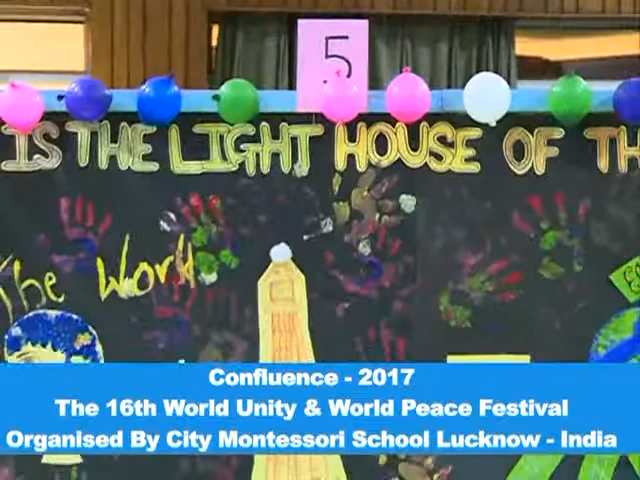 5
IS THE LIGHT HOUSE OF TH
The World
Confluence - 2017
The 16th World Unity & World Peace Festival
Organised By City Montessori School Lucknow - India